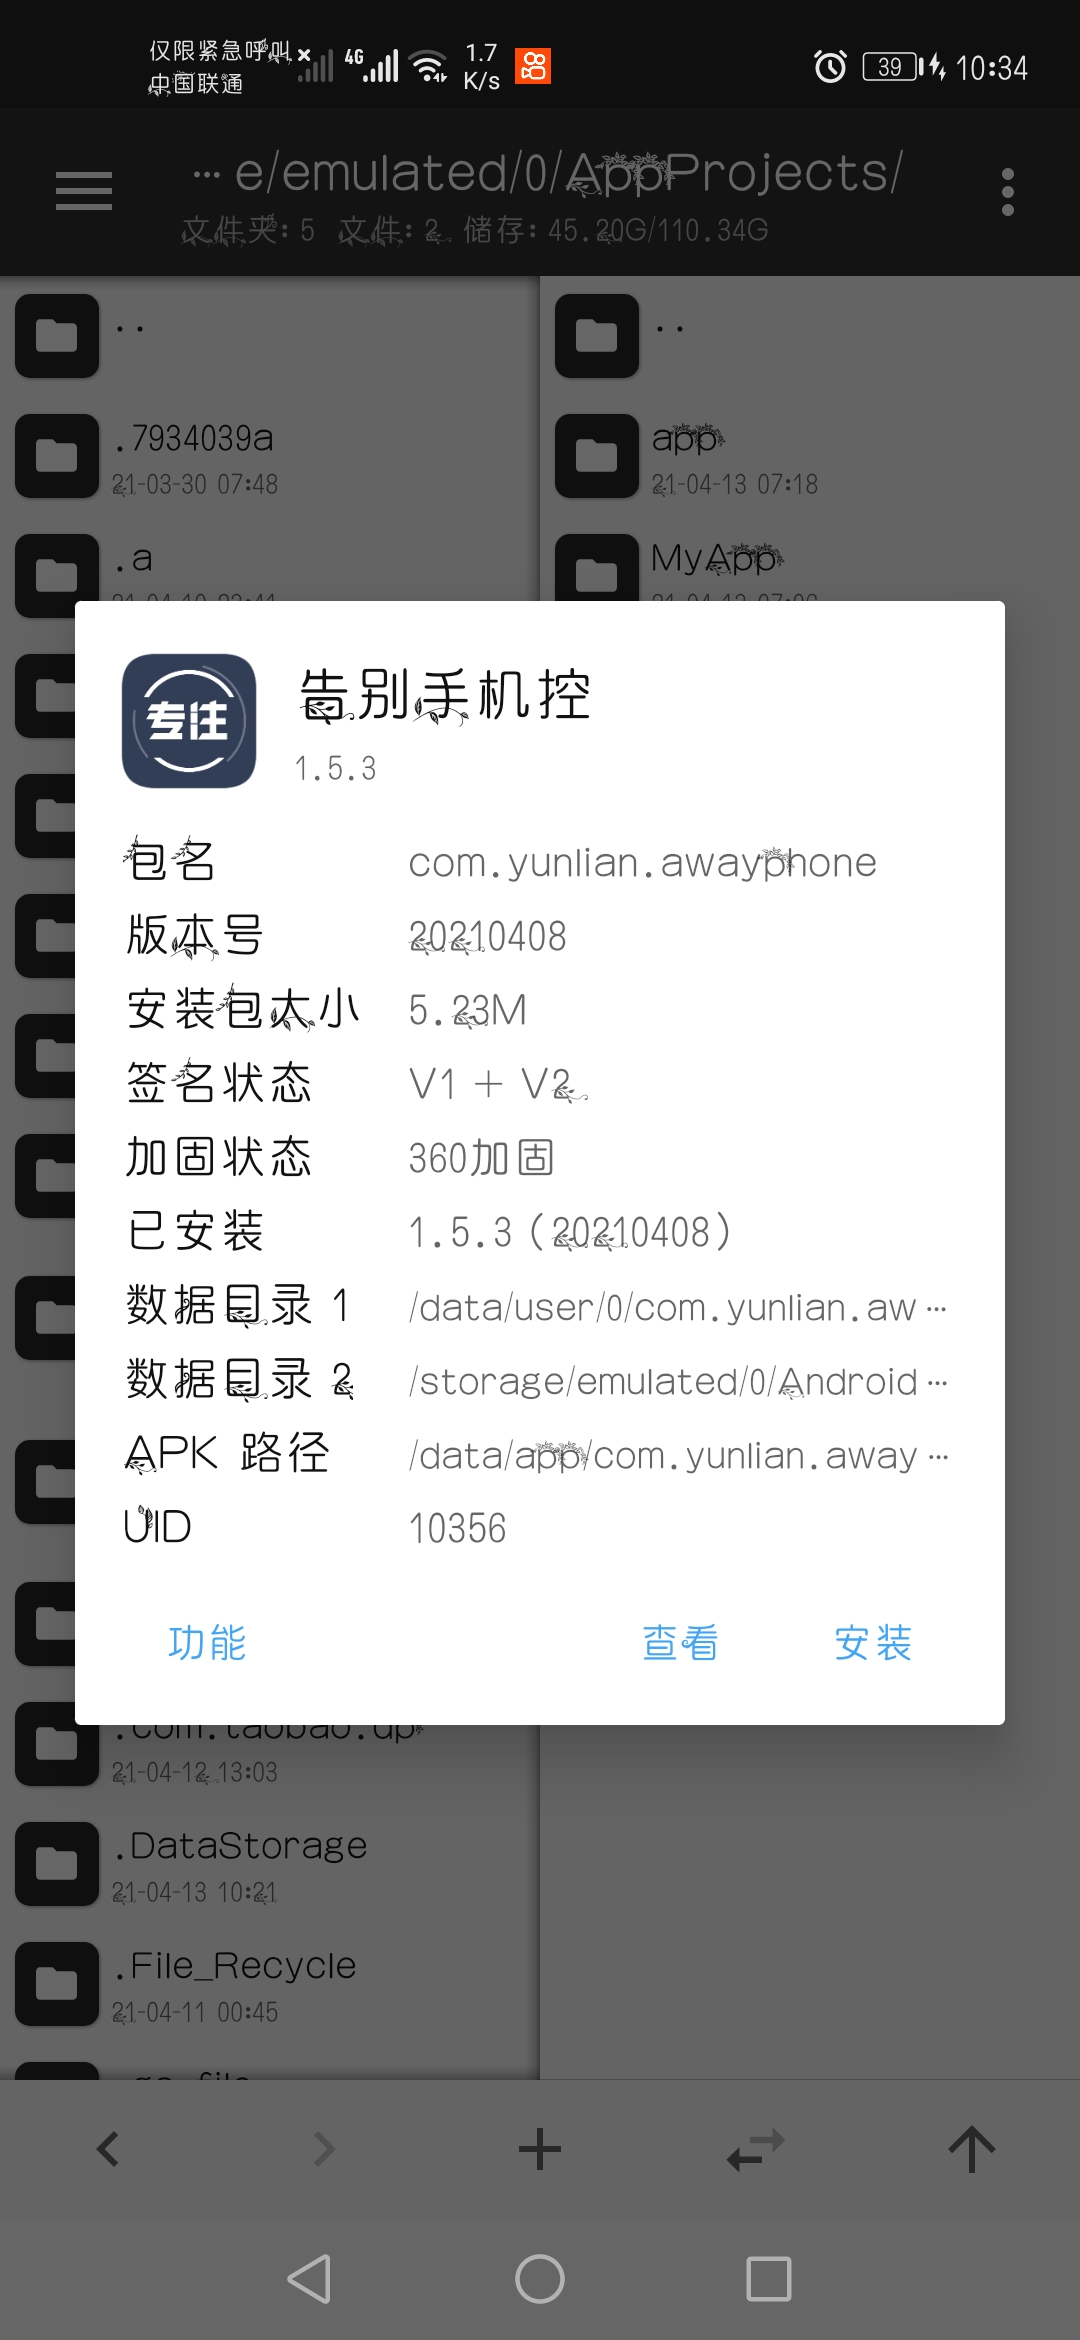 仅限紧急呼叫
中国联通
4G
1.7
K/s
39
10:34
… e/emulated/0/AppProjects/
文件夹: 5 文件: 2 储存: 45.20G/110.34G
..
..
.7934039a
21-03-30 07:48
app
21-04-13 07:18
.a
MyApp
专注
告别手机控
1.5.3
包名 com.yunlian.awayphone
版本号 20210408
安装包大小 5.23M
签名状态 V1 + V2
加固状态 360加固
已安装 1.5.3 (20210408)
数据目录 1 /data/user/0/com.yunlian.aw…
数据目录 2 /storage/emulated/0/Android…
APK 路径 /data/app/com.yunlian.away…
UID 10356
功能 查看 安装
.com.taobao.dp
21-04-12 13:03
.DataStorage
21-04-13 10:21
.File_Recycle
21-04-11 00:45